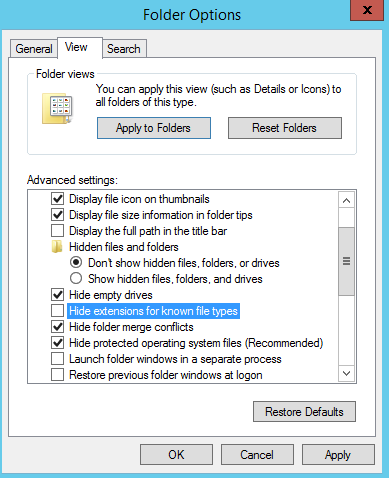 Folder Options
x
General View Search
Folder views
You can apply this view (such as Details or Icons) to
all folders of this type.
Apply to Folders Reset Folders
Advanced settings:
Display file icon on thumbnails
Display file size information in folder tips
Display the full path in the title bar
Hidden files and folders
Don't show hidden files, folders, or drives
Show hidden files, folders, and drives
Hide empty drives
Hide extensions for known file types
Hide folder merge conflicts
Hide protected operating system files (Recommended)
Launch folder windows in a separate process
Restore previous folder windows at logon
Restore Defaults
OK Cancel Apply